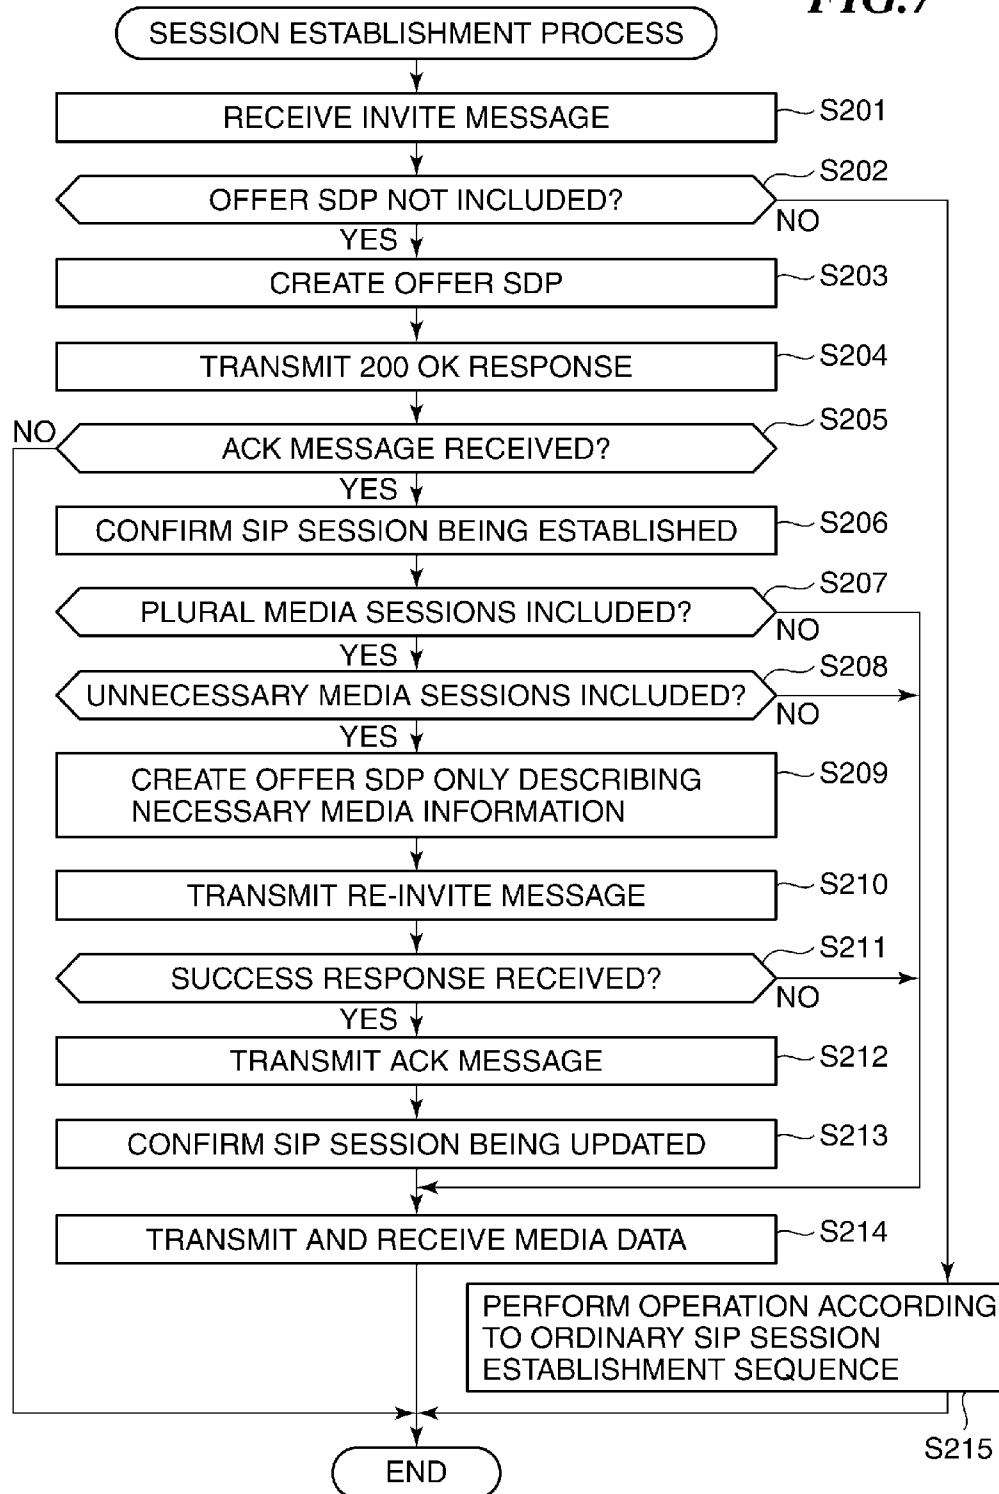 FIG.7
SESSION ESTABLISHMENT PROCESS
RECEIVE INVITE MESSAGE
S201
OFFER SDP NOT INCLUDED?
S202
NO
YES
CREATE OFFER SDP
S203
TRANSMIT 200 OK RESPONSE
S204
NO
ACK MESSAGE RECEIVED?
S205
YES
CONFIRM SIP SESSION BEING ESTABLISHED
S206
PLURAL MEDIA SESSIONS INCLUDED?
S207
NO
YES
UNNECESSARY MEDIA SESSIONS INCLUDED?
S208
NO
YES
CREATE OFFER SDP ONLY DESCRIBING
NECESSARY MEDIA INFORMATION
S209
TRANSMIT RE-INVITE MESSAGE
S210
SUCCESS RESPONSE RECEIVED?
S211
NO
YES
TRANSMIT ACK MESSAGE
S212
CONFIRM SIP SESSION BEING UPDATED
S213
TRANSMIT AND RECEIVE MEDIA DATA
S214
PERFORM OPERATION ACCORDING
TO ORDINARY SIP SESSION
ESTABLISHMENT SEQUENCE
S215
END